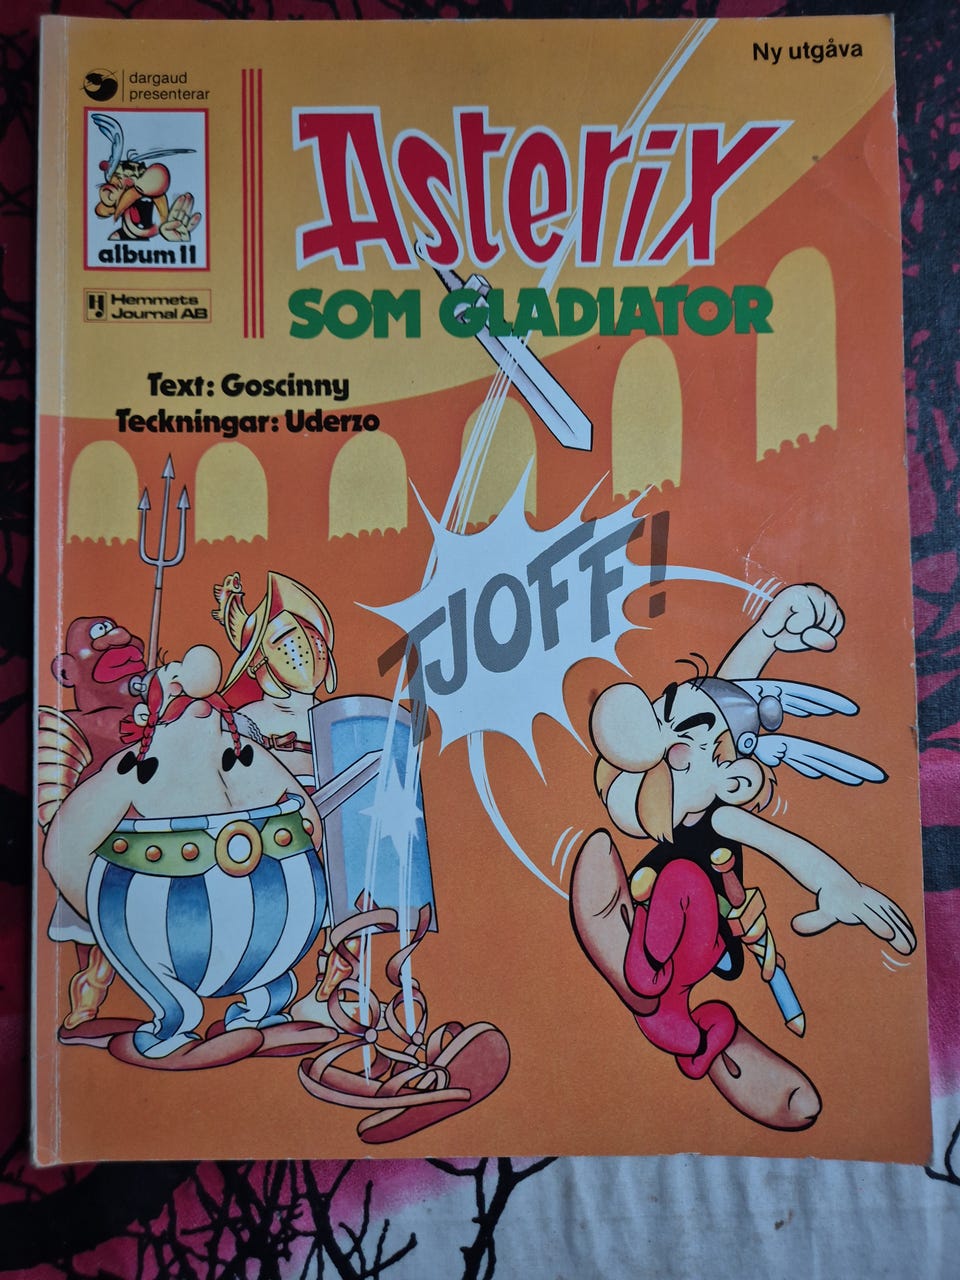 Ny utgåva
dargaud
presenterar
album 11
Hemmets
Journal AB
Asterix
SOM GLADIATOR
Text: Goscinny
Teckningar: Uderzo
TJOFF!